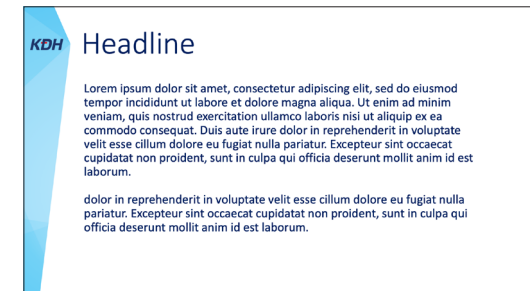 KDH
Headline
Lorem ipsum dolor sit amet, consectetur adipiscing elit, sed do eiusmod
tempor incididunt ut labore et dolore magna aliqua. Ut enim ad minim
veniam, quis nostrud exercitation ullamco laboris nisi ut aliquip ex ea
commodo consequat. Duis aute irure dolor in reprehenderit in voluptate
velit esse cillum dolore eu fugiat nulla pariatur. Excepteur sint occaecat
cupidatat non proident, sunt in culpa qui officia deserunt mollit anim id est
laborum.
dolor in reprehenderit in voluptate velit esse cillum dolore eu fugiat nulla
pariatur. Excepteur sint occaecat cupidatat non proident, sunt in culpa qui
officia deserunt mollit anim id est laborum.